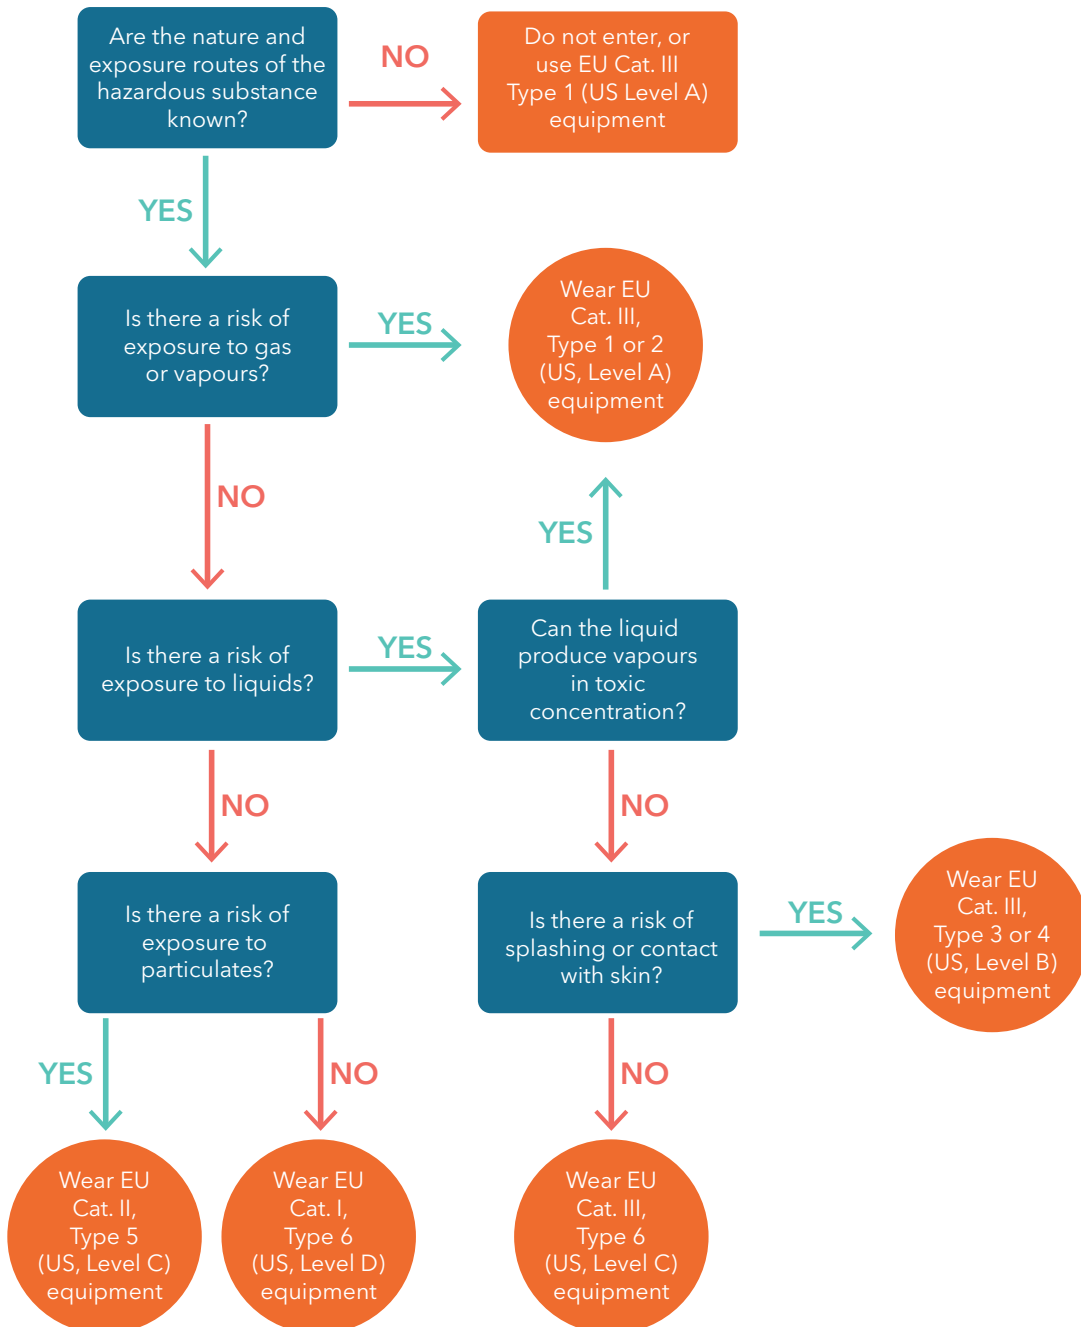 Are the nature and
exposure routes of the
hazardous substance
known?
NO
Do not enter, or
use EU Cat. III
Type 1 (US Level A)
equipment
YES
Is there a risk of
exposure to gas
or vapours?
YES
Wear EU
Cat. III,
Type 1 or 2
(US, Level A)
equipment
NO
YES
Is there a risk of
exposure to liquids?
YES
Can the liquid
produce vapours
in toxic
concentration?
NO
NO
Is there a risk of
exposure to
particulates?
Is there a risk of
splashing or contact
with skin?
YES
Wear EU
Cat. III,
Type 3 or 4
(US, Level B)
equipment
YES
NO
NO
Wear EU
Cat. II,
Type 5
(US, Level C)
equipment
Wear EU
Cat. I,
Type 6
(US, Level D)
equipment
Wear EU
Cat. III,
Type 6
(US, Level C)
equipment